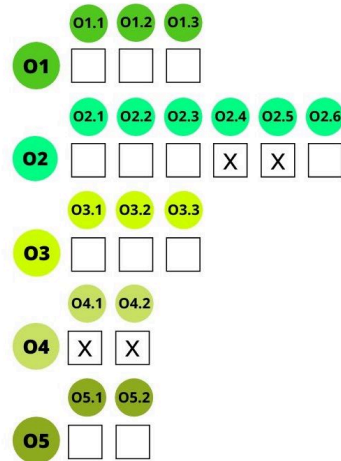 O1.1 O1.2 O1.3
O1
O2.1 O2.2 O2.3 O2.4 O2.5 O2.6
O2 X X
O3.1 O3.2 O3.3
O3
O4.1 O4.2
O4 X X
O5.1 O5.2
O5